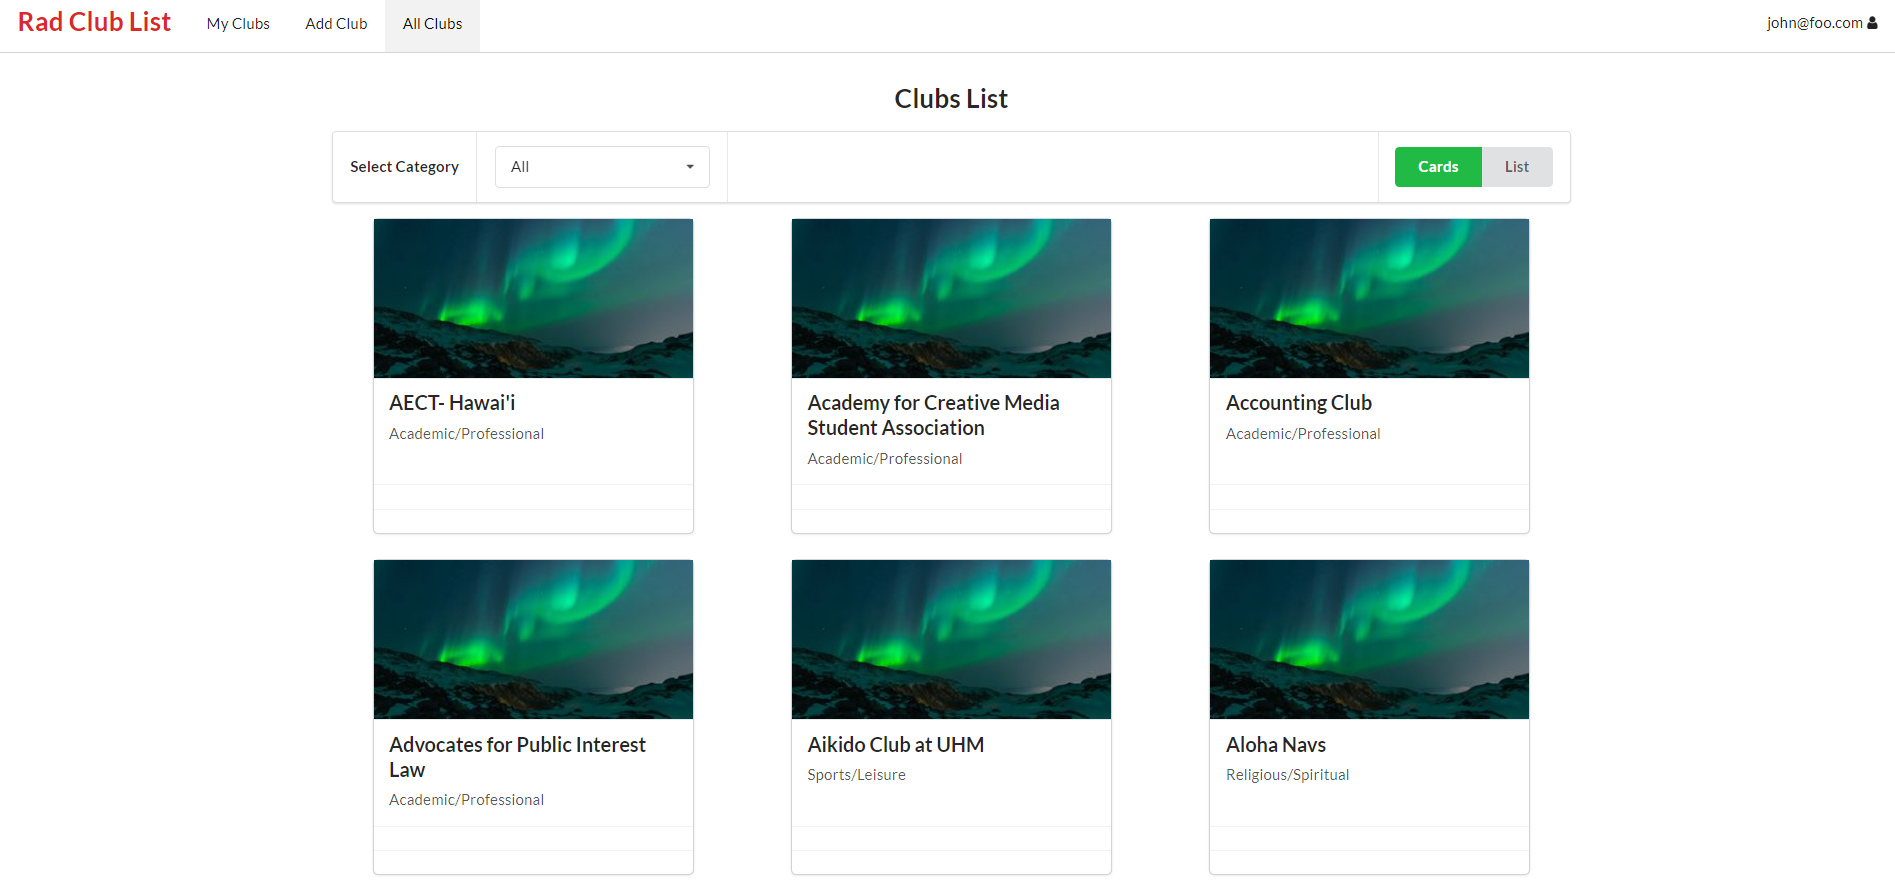 Rad Club List
My Clubs
Add Club
All Clubs
john@foo.com
Clubs List
Select Category
All
Cards
List
AECT- Hawai'i
Academic/Professional
Academy for Creative Media
Student Association
Academic/Professional
Accounting Club
Academic/Professional
Advocates for Public Interest
Law
Academic/Professional
Aikido Club at UHM
Sports/Leisure
Aloha Navs
Religious/Spiritual